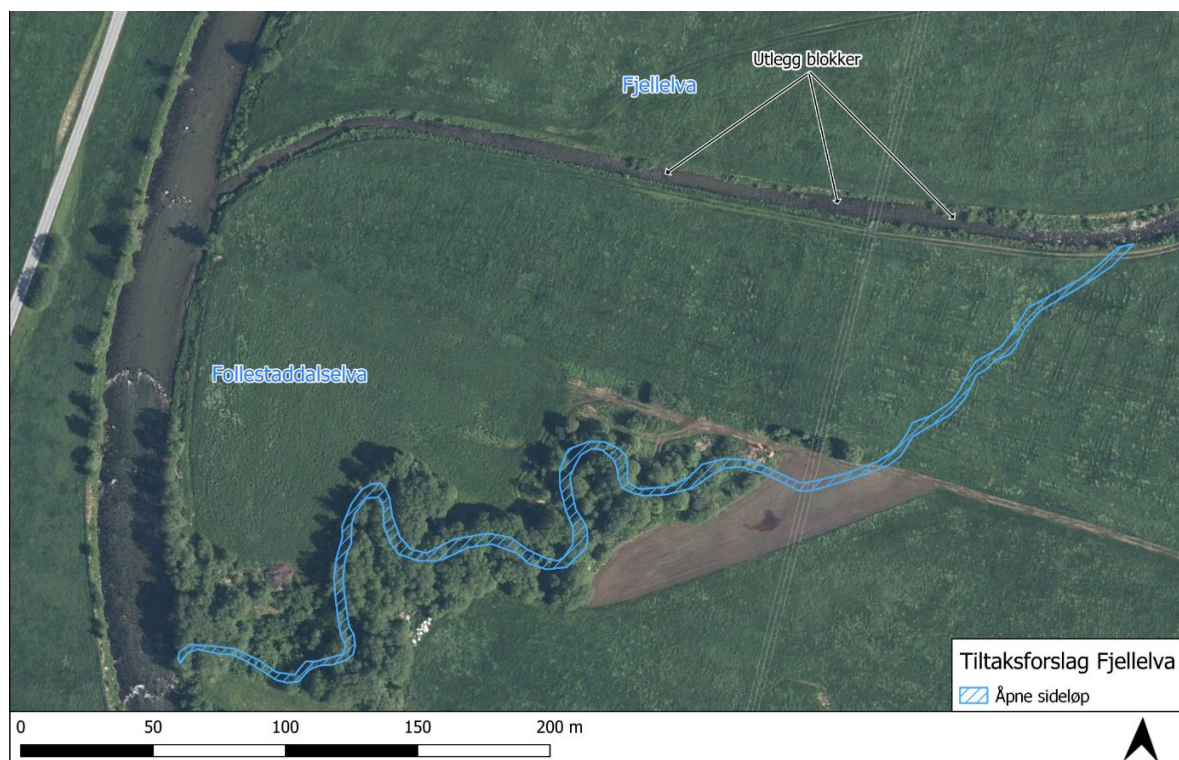 Utlegg blokker
Fjellelva
Follestaddalselva
Tiltaksforslag Fjellelva
Åpne sideløp
0 50 100 150 200 m